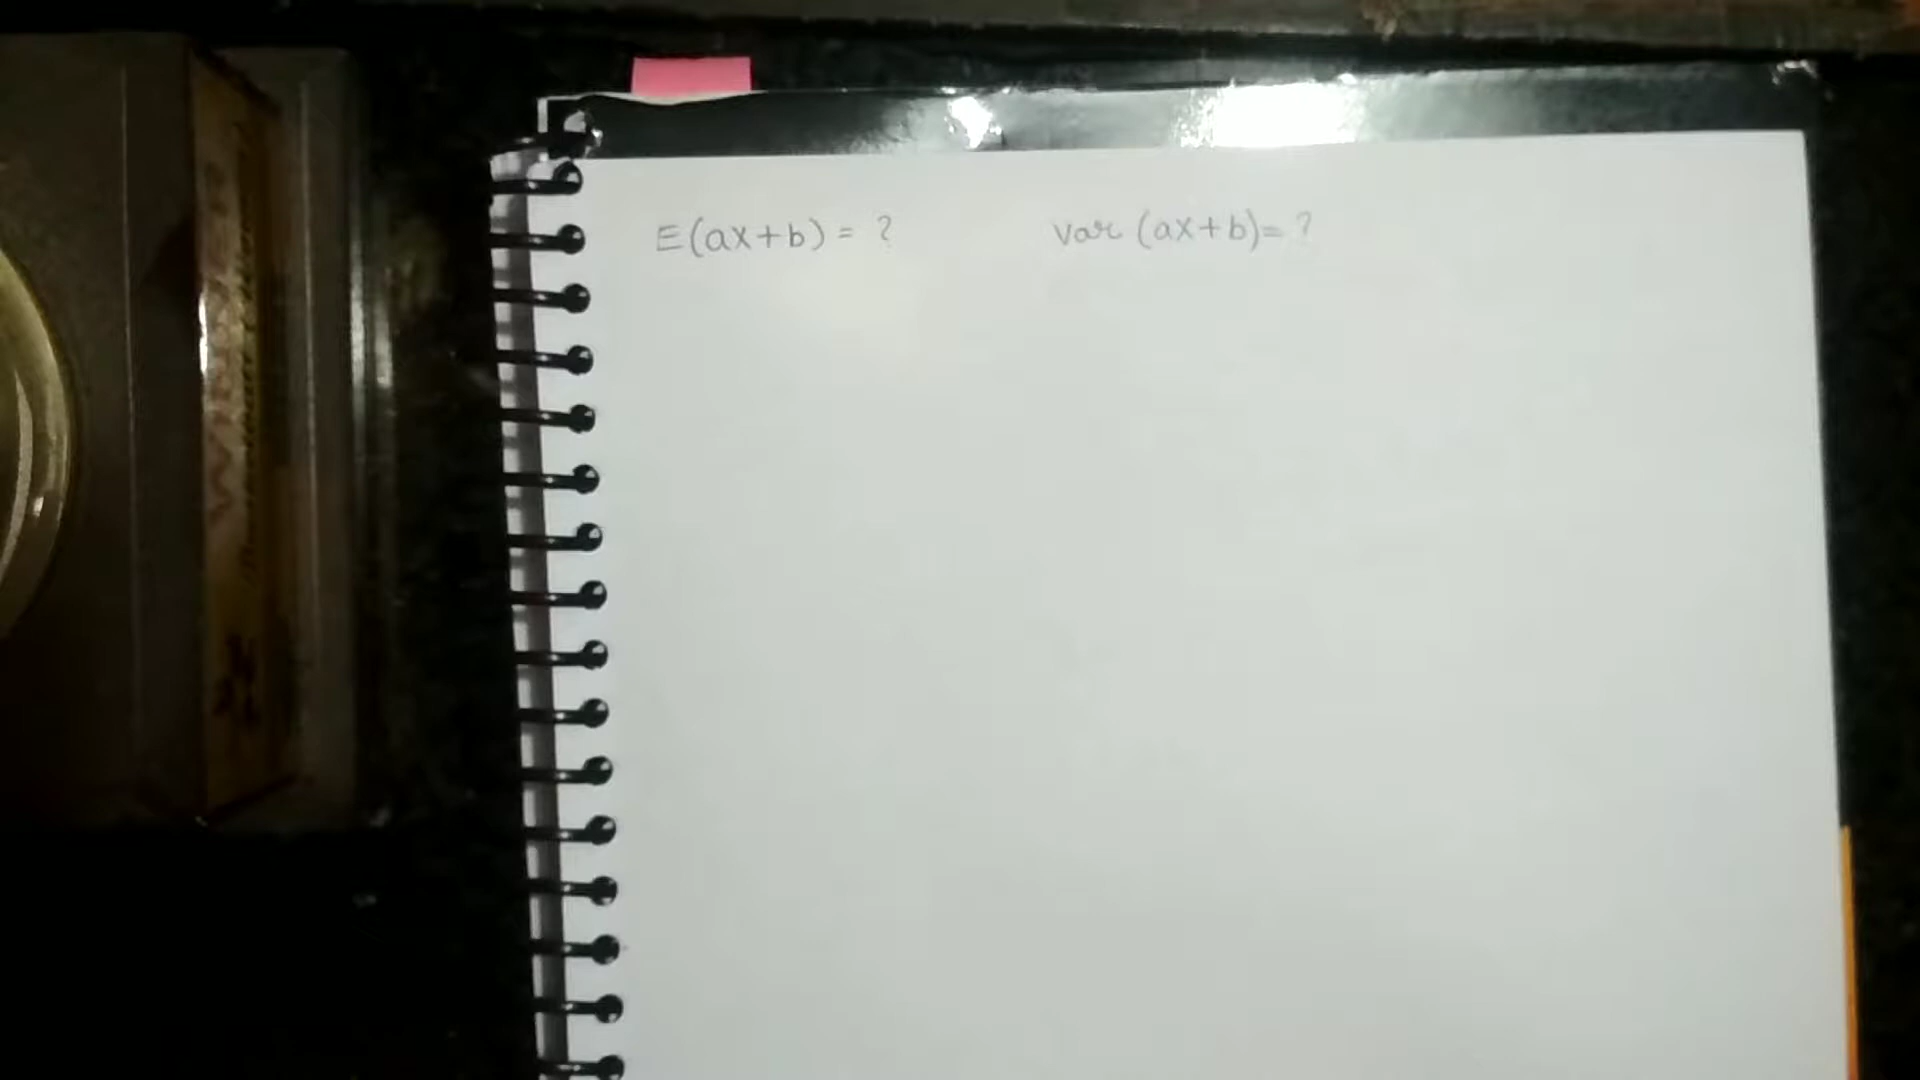 E(ax+b) = ? var (ax+b)= ?